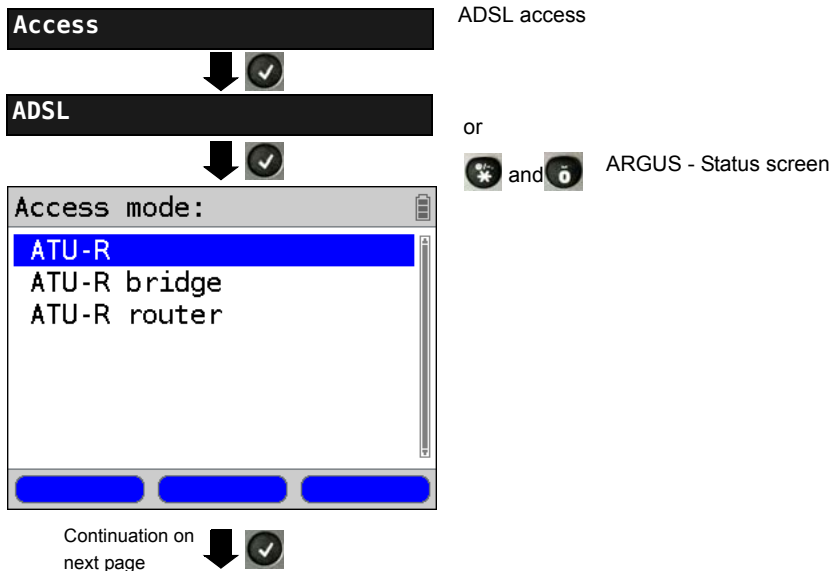 Access
ADSL access
ADSL
or
and
ARGUS - Status screen
Access mode:
ATU-R
ATU-R bridge
ATU-R router
Continuation on
next page